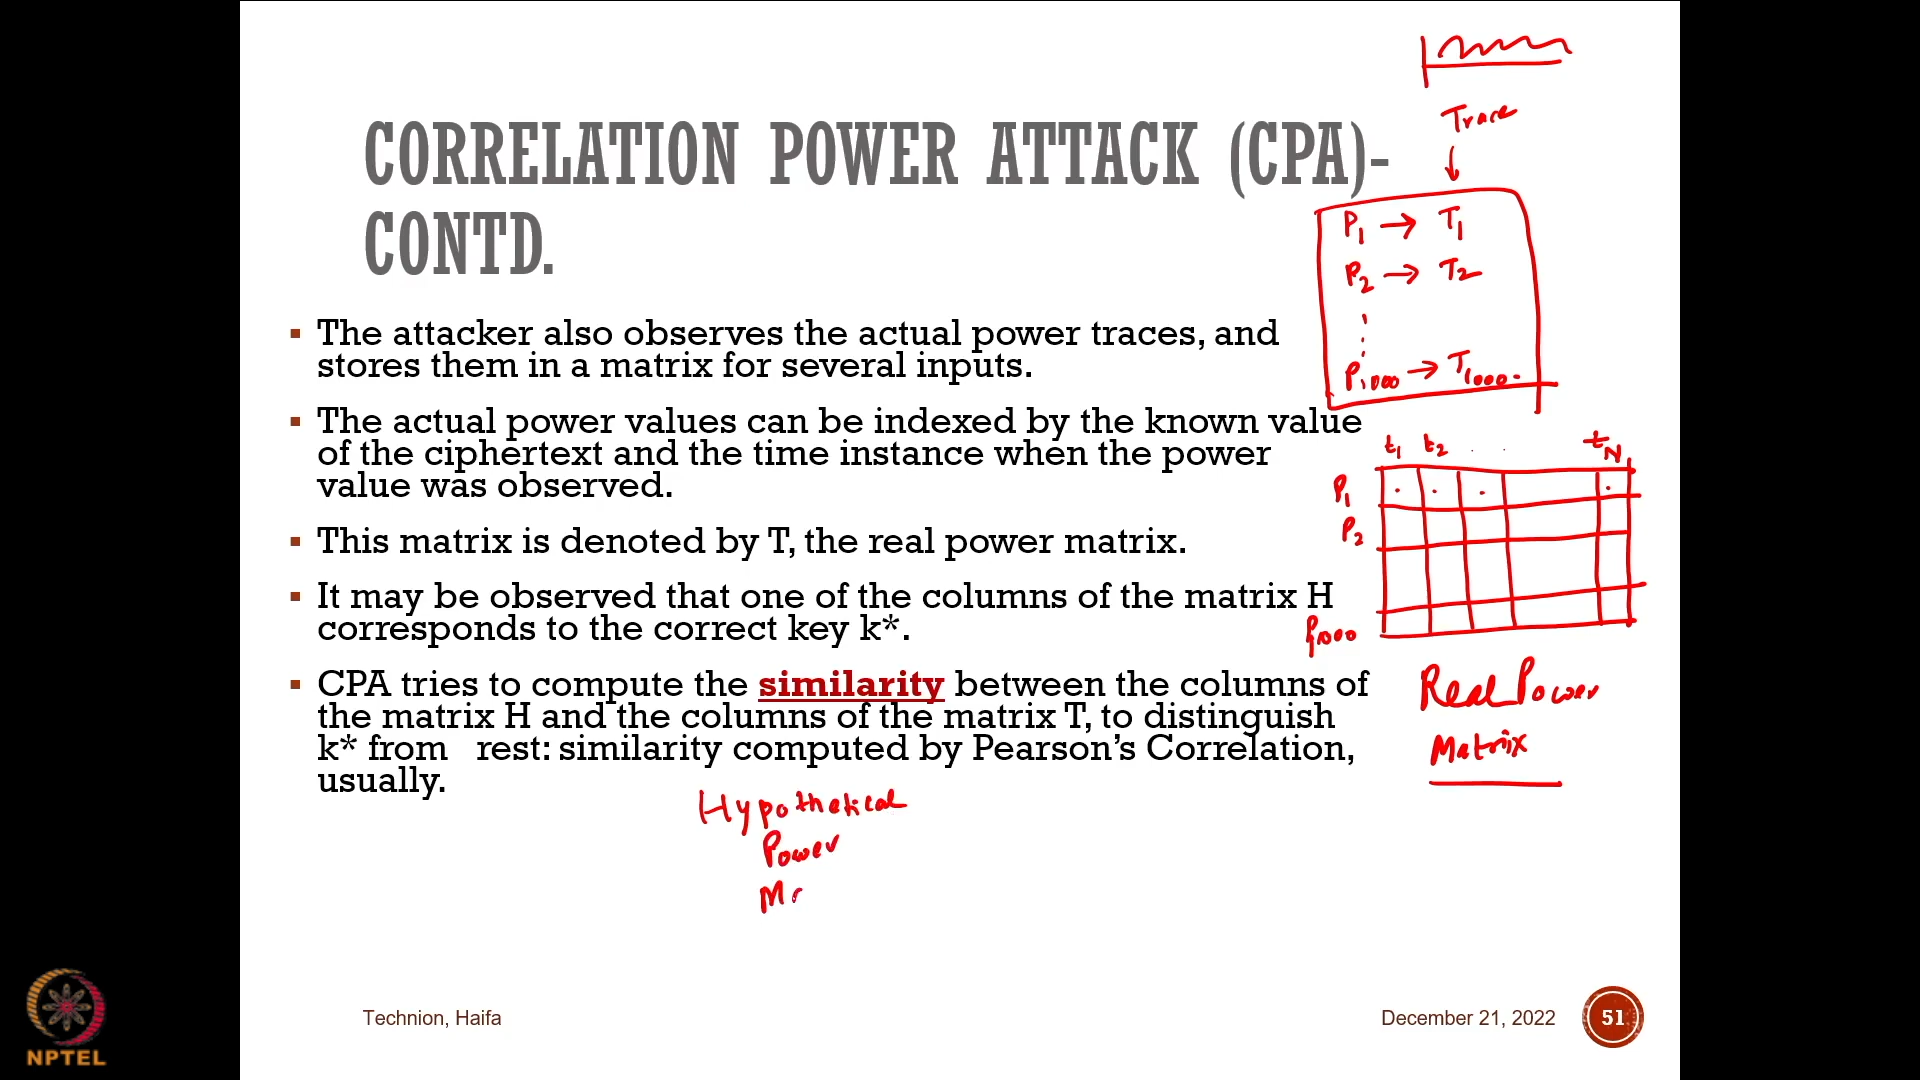 Trace
CORRELATION POWER ATTACK (CPA)-
CONTD.
P1 → T1
P2 → T2
P1000 → T1000.
▪ The attacker also observes the actual power traces, and
stores them in a matrix for several inputs.
▪ The actual power values can be indexed by the known value
of the ciphertext and the time instance when the power
value was observed.
▪ This matrix is denoted by T, the real power matrix.
▪ It may be observed that one of the columns of the matrix H
corresponds to the correct key k*.
▪ CPA tries to compute the similarity between the columns of
the matrix H and the columns of the matrix T, to distinguish
k* from rest: similarity computed by Pearson's Correlation,
usually.
t1 t2 . . tN
P1
P2
P1000
Real Power
Matrix
Hypothetical
Power
Ma
Technion, Haifa
December 21, 2022
51
NPTEL